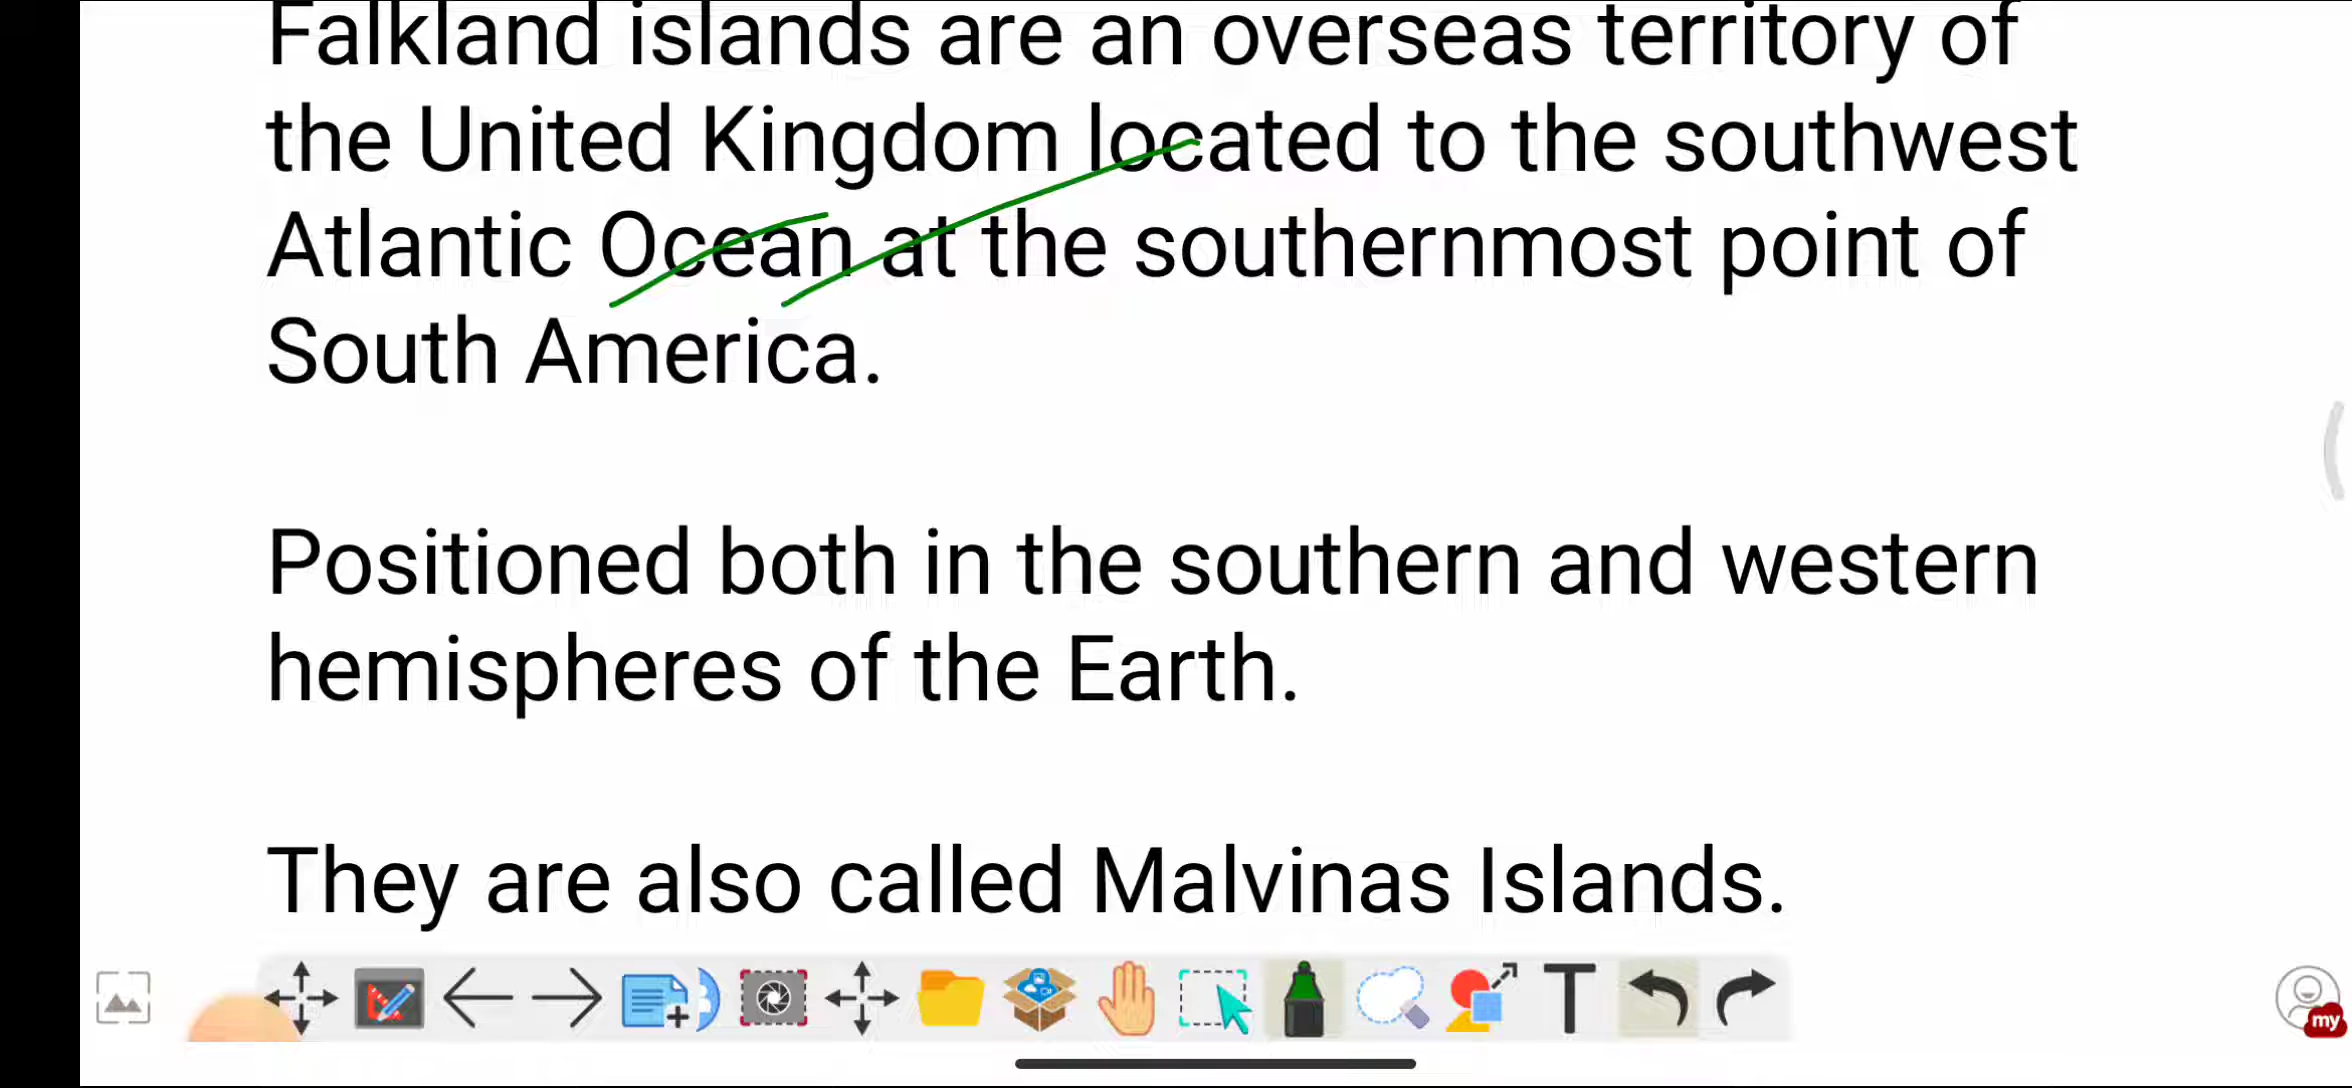 Falkland islands are an overseas territory of
the United Kingdom located to the southwest
Atlantic Ocean at the southernmost point of
South America.
Positioned both in the southern and western
hemispheres of the Earth.
They are also called Malvinas Islands.
T
my